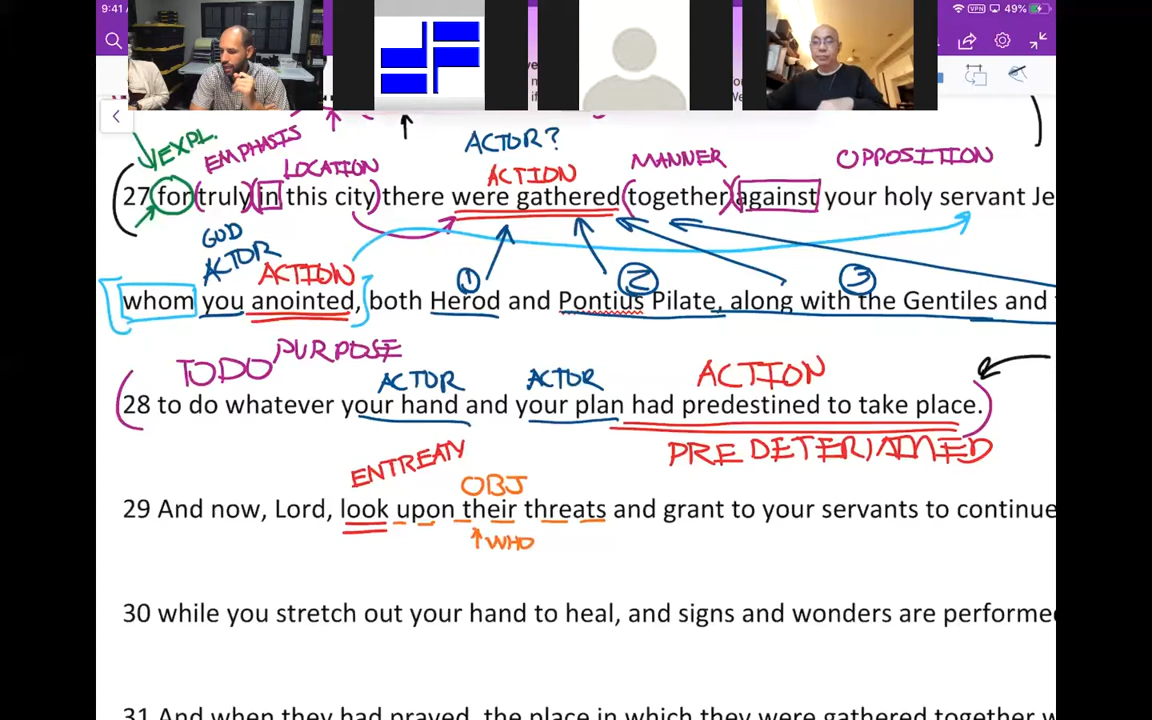 9:41
VPN 49%
ACTOR?
EXPL. EMPHASIS LOCATION ACTION MANNER OPPOSITION
27 for truly in this city there were gathered together against your holy servant Je
GOD
ACTOR ACTION ① ② ③
whom you anointed, both Herod and Pontius Pilate, along with the Gentiles and
TODO PURPOSE ACTOR ACTOR ACTION
28 to do whatever your hand and your plan had predestined to take place.
PREDETERIAMED
ENTREATY OBJ
29 And now, Lord, look upon their threats and grant to your servants to continue
WHO
30 while you stretch out your hand to heal, and signs and wonders are performe
31 And when they had prayed, the place in which they were gathered together w